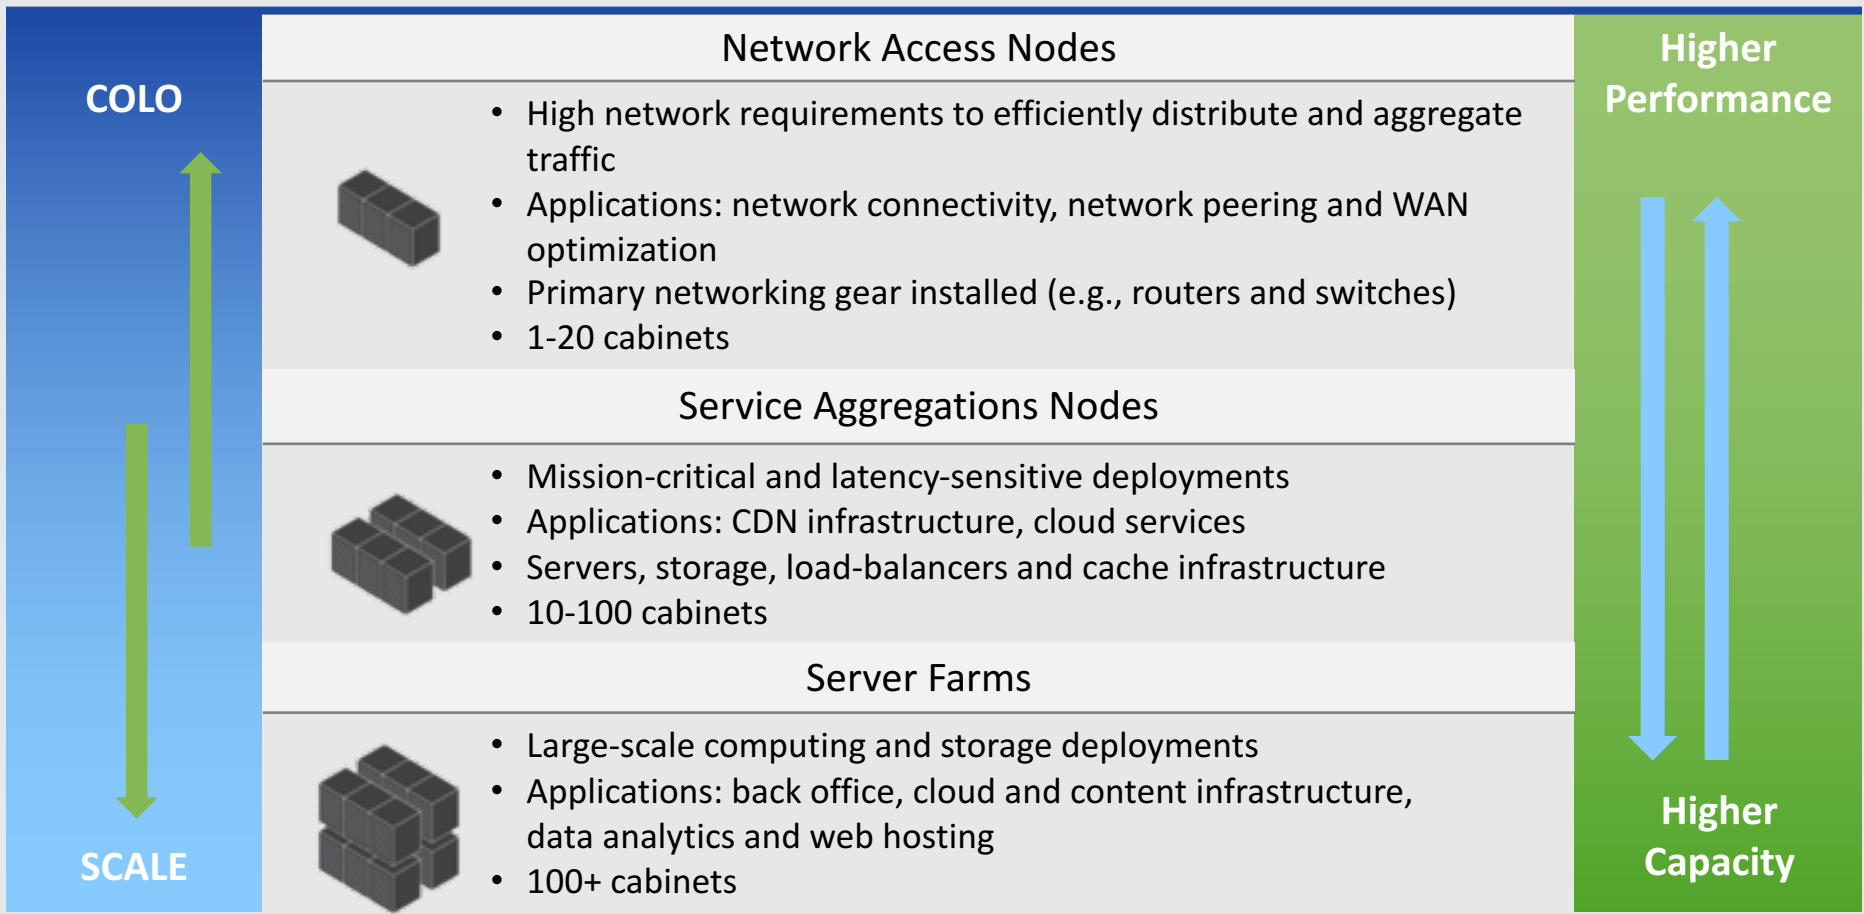 COLO
SCALE
Network Access Nodes
• High network requirements to efficiently distribute and aggregate
traffic
• Applications: network connectivity, network peering and WAN
optimization
• Primary networking gear installed (e.g., routers and switches)
• 1-20 cabinets
Service Aggregations Nodes
• Mission-critical and latency-sensitive deployments
• Applications: CDN infrastructure, cloud services
• Servers, storage, load-balancers and cache infrastructure
• 10-100 cabinets
Server Farms
• Large-scale computing and storage deployments
• Applications: back office, cloud and content infrastructure,
data analytics and web hosting
• 100+ cabinets
Higher
Performance
Higher
Capacity